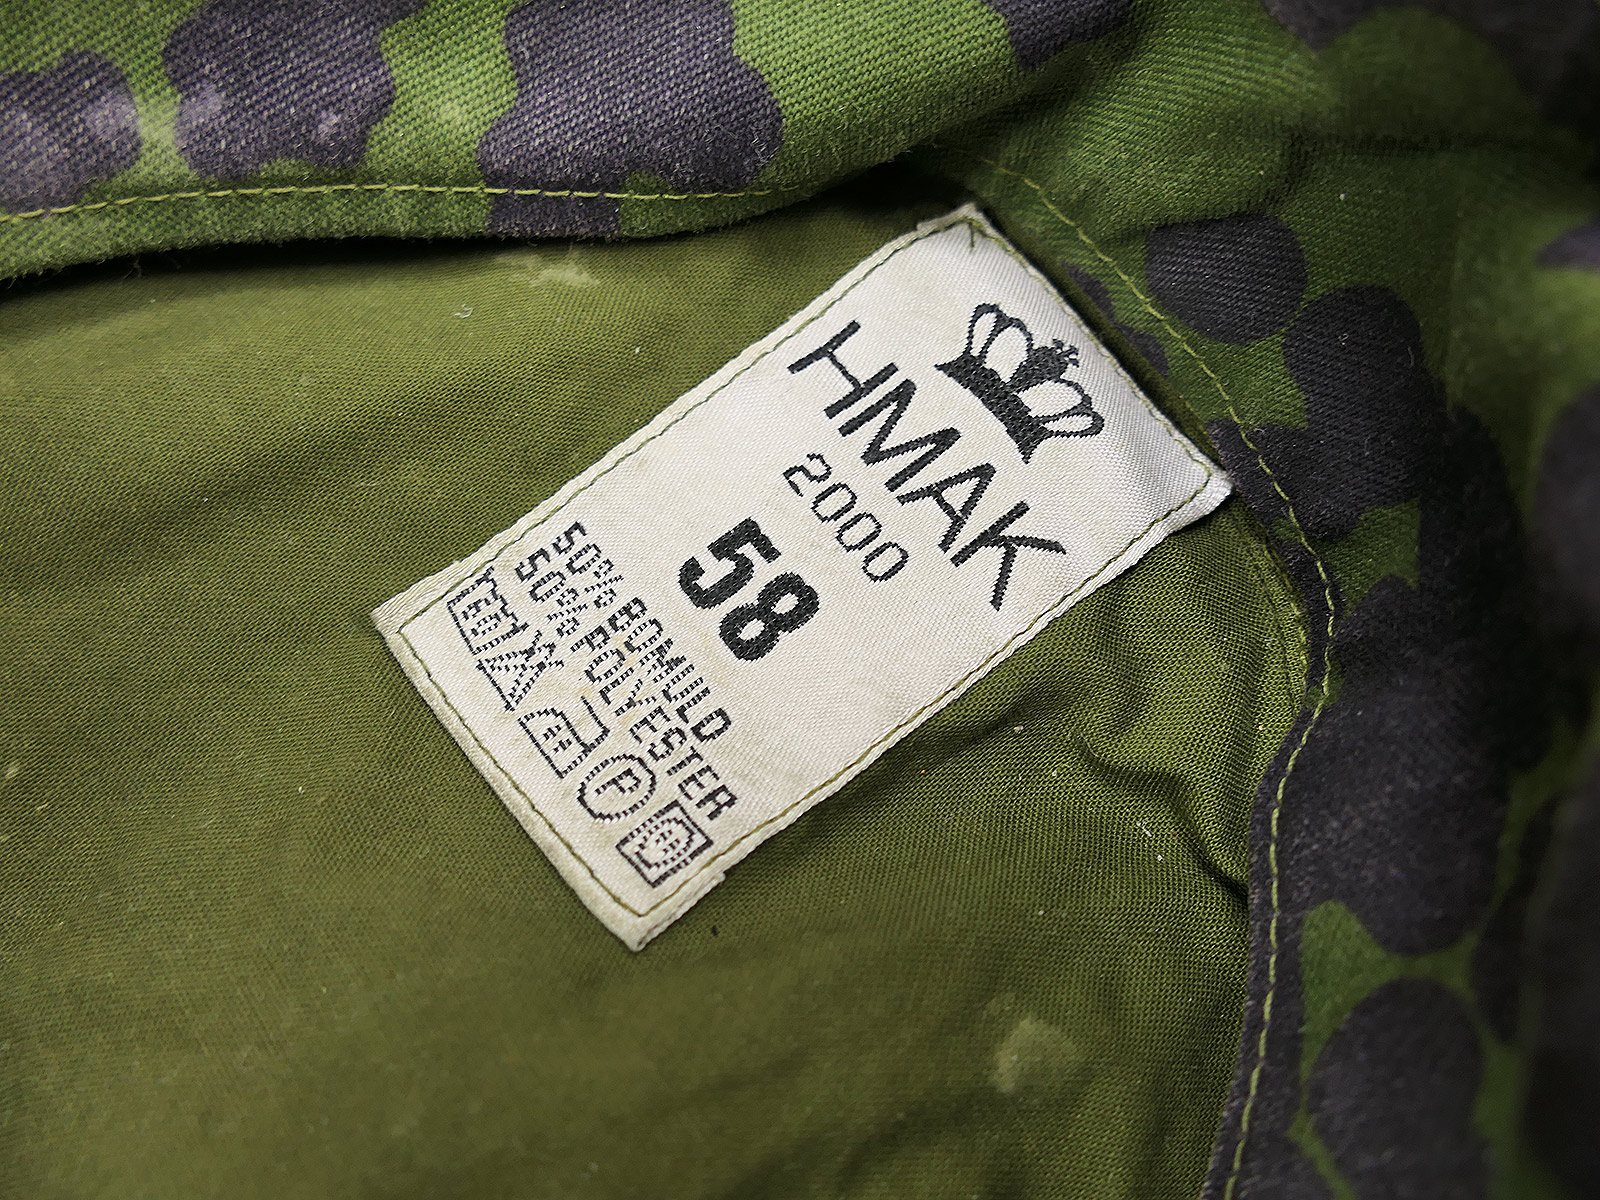 HMAK
2000
58
50% BOMULD
50% POLYESTER
P